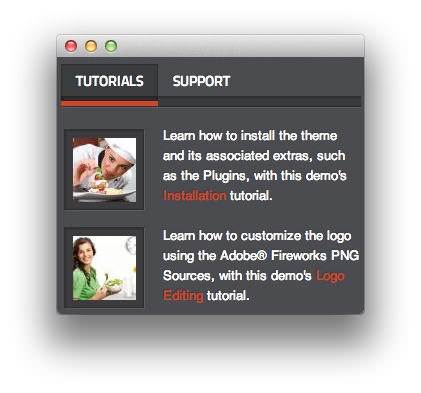 TUTORIALS SUPPORT
Learn how to install the theme
and its associated extras, such
as the Plugins, with this demo's
Installation tutorial.
Learn how to customize the logo
using the Adobe® Fireworks PNG
Sources, with this demo's Logo
Editing tutorial.